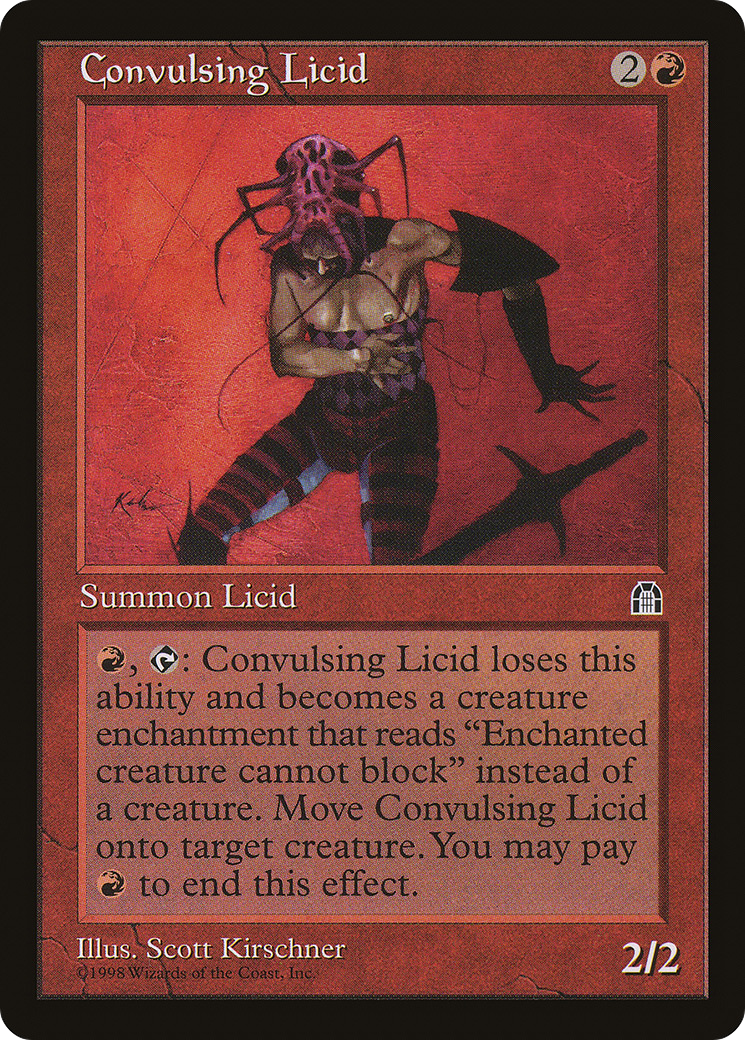 Convulsing Licid 2
Summon Licid
, : Convulsing Licid loses this
ability and becomes a creature
enchantment that reads “Enchanted
creature cannot block” instead of
a creature. Move Convulsing Licid
onto target creature. You may pay
to end this effect.
Illus. Scott Kirschner
©1998 Wizards of the Coast, Inc.
2/2